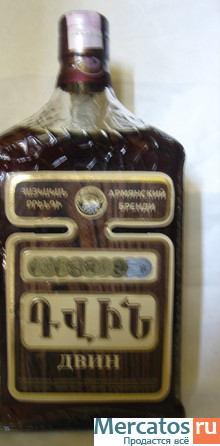 ՀԱՅԿԱԿԱՆ АРМЯНСКИЙ
ԲՐԵՆԴԻ БРЕНДИ
ԴՎԻՆ
ДВИН
Mercatos.ru
Продастся всё